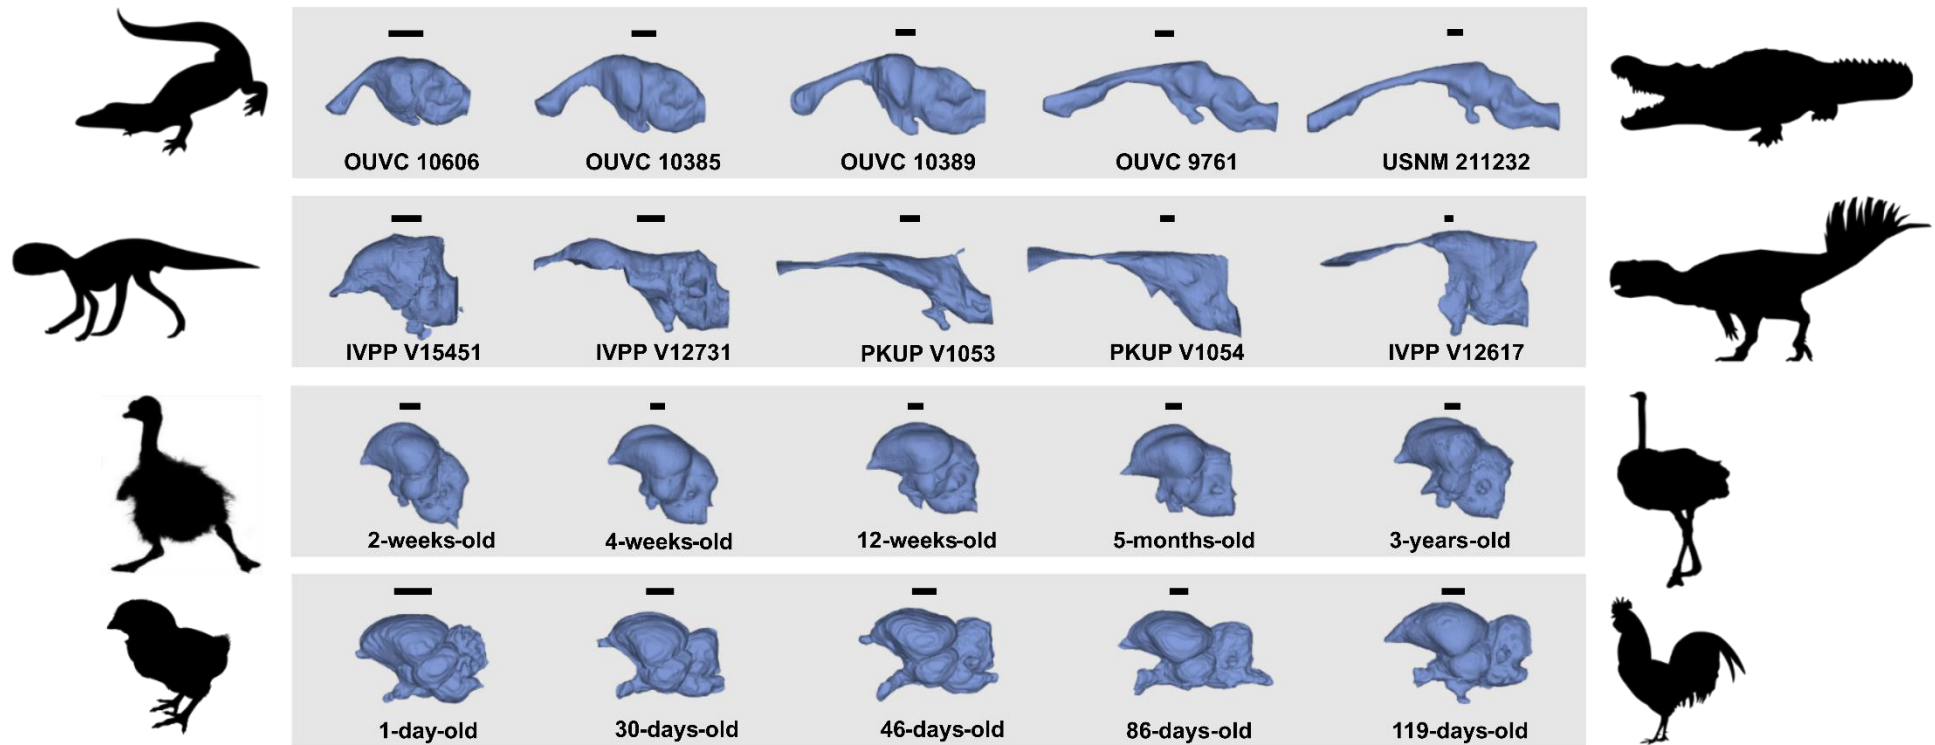 OUVC 10606 OUVC 10385 OUVC 10389 OUVC 9761 USNM 211232
IVPP V15451 IVPP V12731 PKUP V1053 PKUP V1054 IVPP V12617
2-weeks-old 4-weeks-old 12-weeks-old 5-months-old 3-years-old
1-day-old 30-days-old 46-days-old 86-days-old 119-days-old